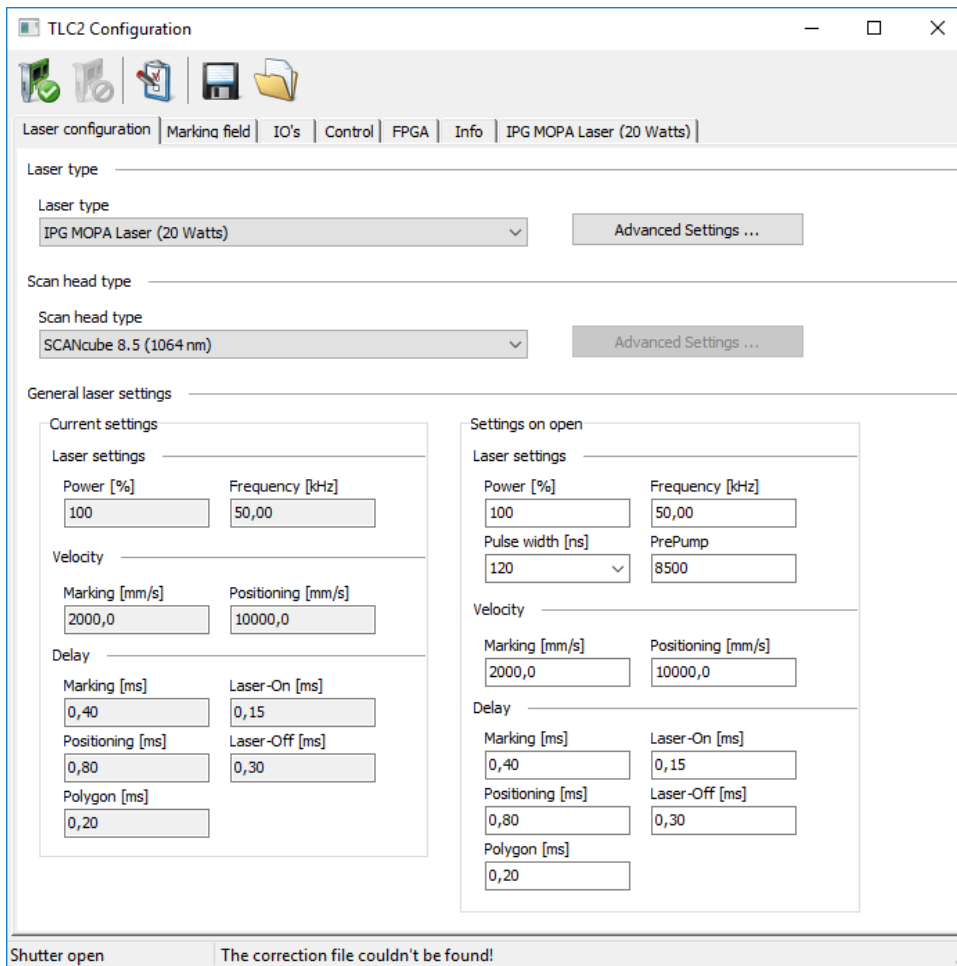 TLC2 Configuration
Laser configuration Marking field IO's Control FPGA Info IPG MOPA Laser (20 Watts)
Laser type
Laser type
IPG MOPA Laser (20 Watts) Advanced Settings ...
Scan head type
Scan head type
SCANcube 8.5 (1064 nm) Advanced Settings ...
General laser settings
Current settings
Laser settings
Power [%] Frequency [kHz]
100 50,00
Velocity
Marking [mm/s] Positioning [mm/s]
2000,0 10000,0
Delay
Marking [ms] Laser-On [ms]
0,40 0,15
Positioning [ms] Laser-Off [ms]
0,80 0,30
Polygon [ms]
0,20
Settings on open
Laser settings
Power [%] Frequency [kHz]
100 50,00
Pulse width [ns] PrePump
120 8500
Velocity
Marking [mm/s] Positioning [mm/s]
2000,0 10000,0
Delay
Marking [ms] Laser-On [ms]
0,40 0,15
Positioning [ms] Laser-Off [ms]
0,80 0,30
Polygon [ms]
0,20
Shutter open The correction file couldn't be found!